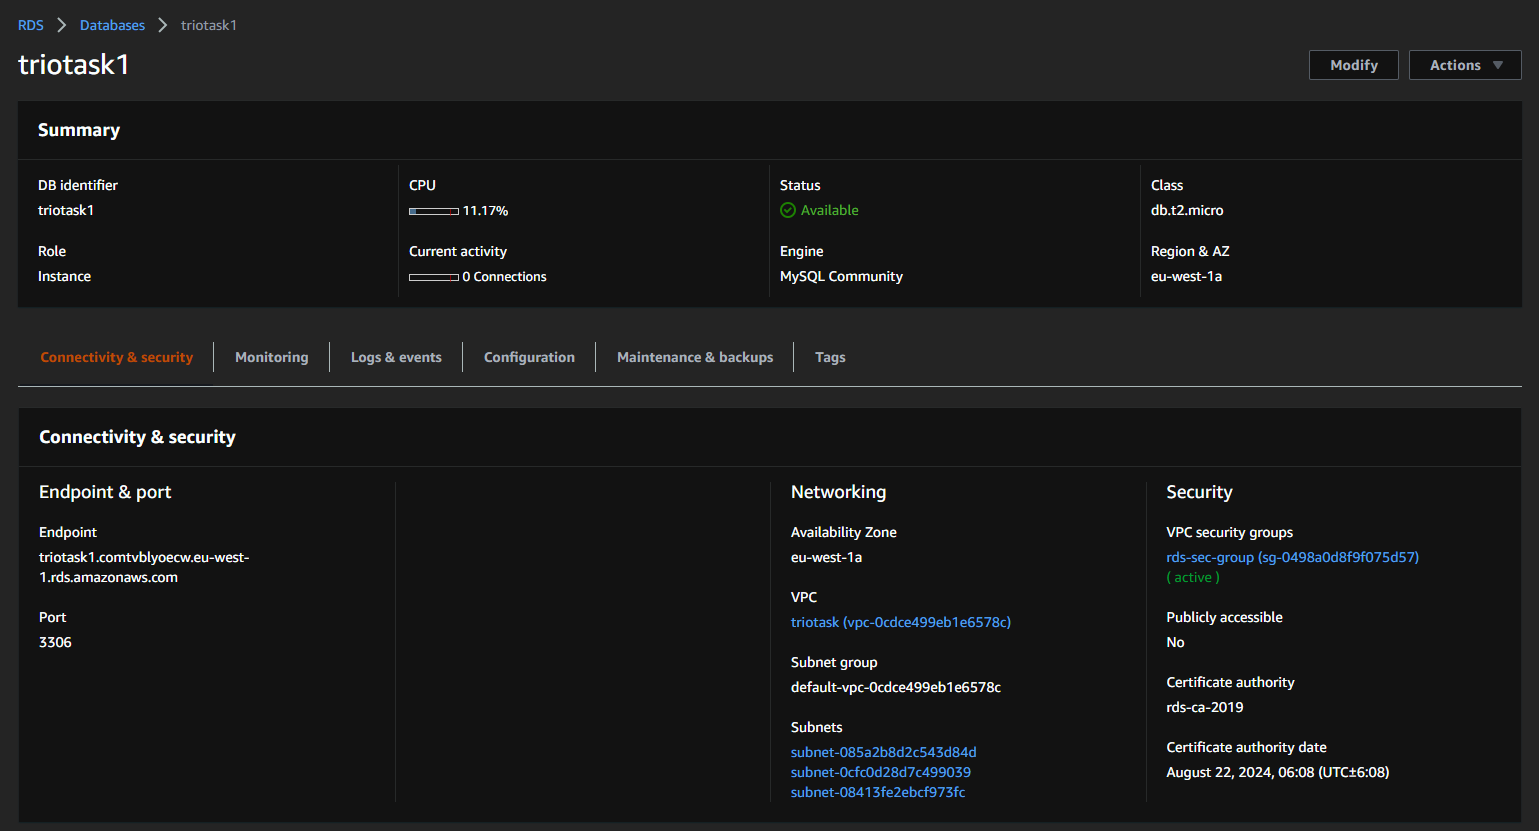 RDS > Databases > triotask1
triotask1
Modify
Actions
Summary
DB identifier
triotask1
CPU
11.17%
Status
Available
Class
db.t2.micro
Role
Instance
Current activity
0 Connections
Engine
MySQL Community
Region & AZ
eu-west-1a
Connectivity & security
Monitoring
Logs & events
Configuration
Maintenance & backups
Tags
Connectivity & security
Endpoint & port
Endpoint
triotask1.comtvblyoecw.eu-west-
1.rds.amazonaws.com
Port
3306
Networking
Availability Zone
eu-west-1a
VPC
triotask (vpc-0cdce499eb1e6578c)
Subnet group
default-vpc-0cdce499eb1e6578c
Subnets
subnet-085a2b8d2c543d84d
subnet-0cfc0d28d7c499039
subnet-08413fe2ebcf973fc
Security
VPC security groups
rds-sec-group (sg-0498a0d8f9f075d57)
( active )
Publicly accessible
No
Certificate authority
rds-ca-2019
Certificate authority date
August 22, 2024, 06:08 (UTC±6:08)